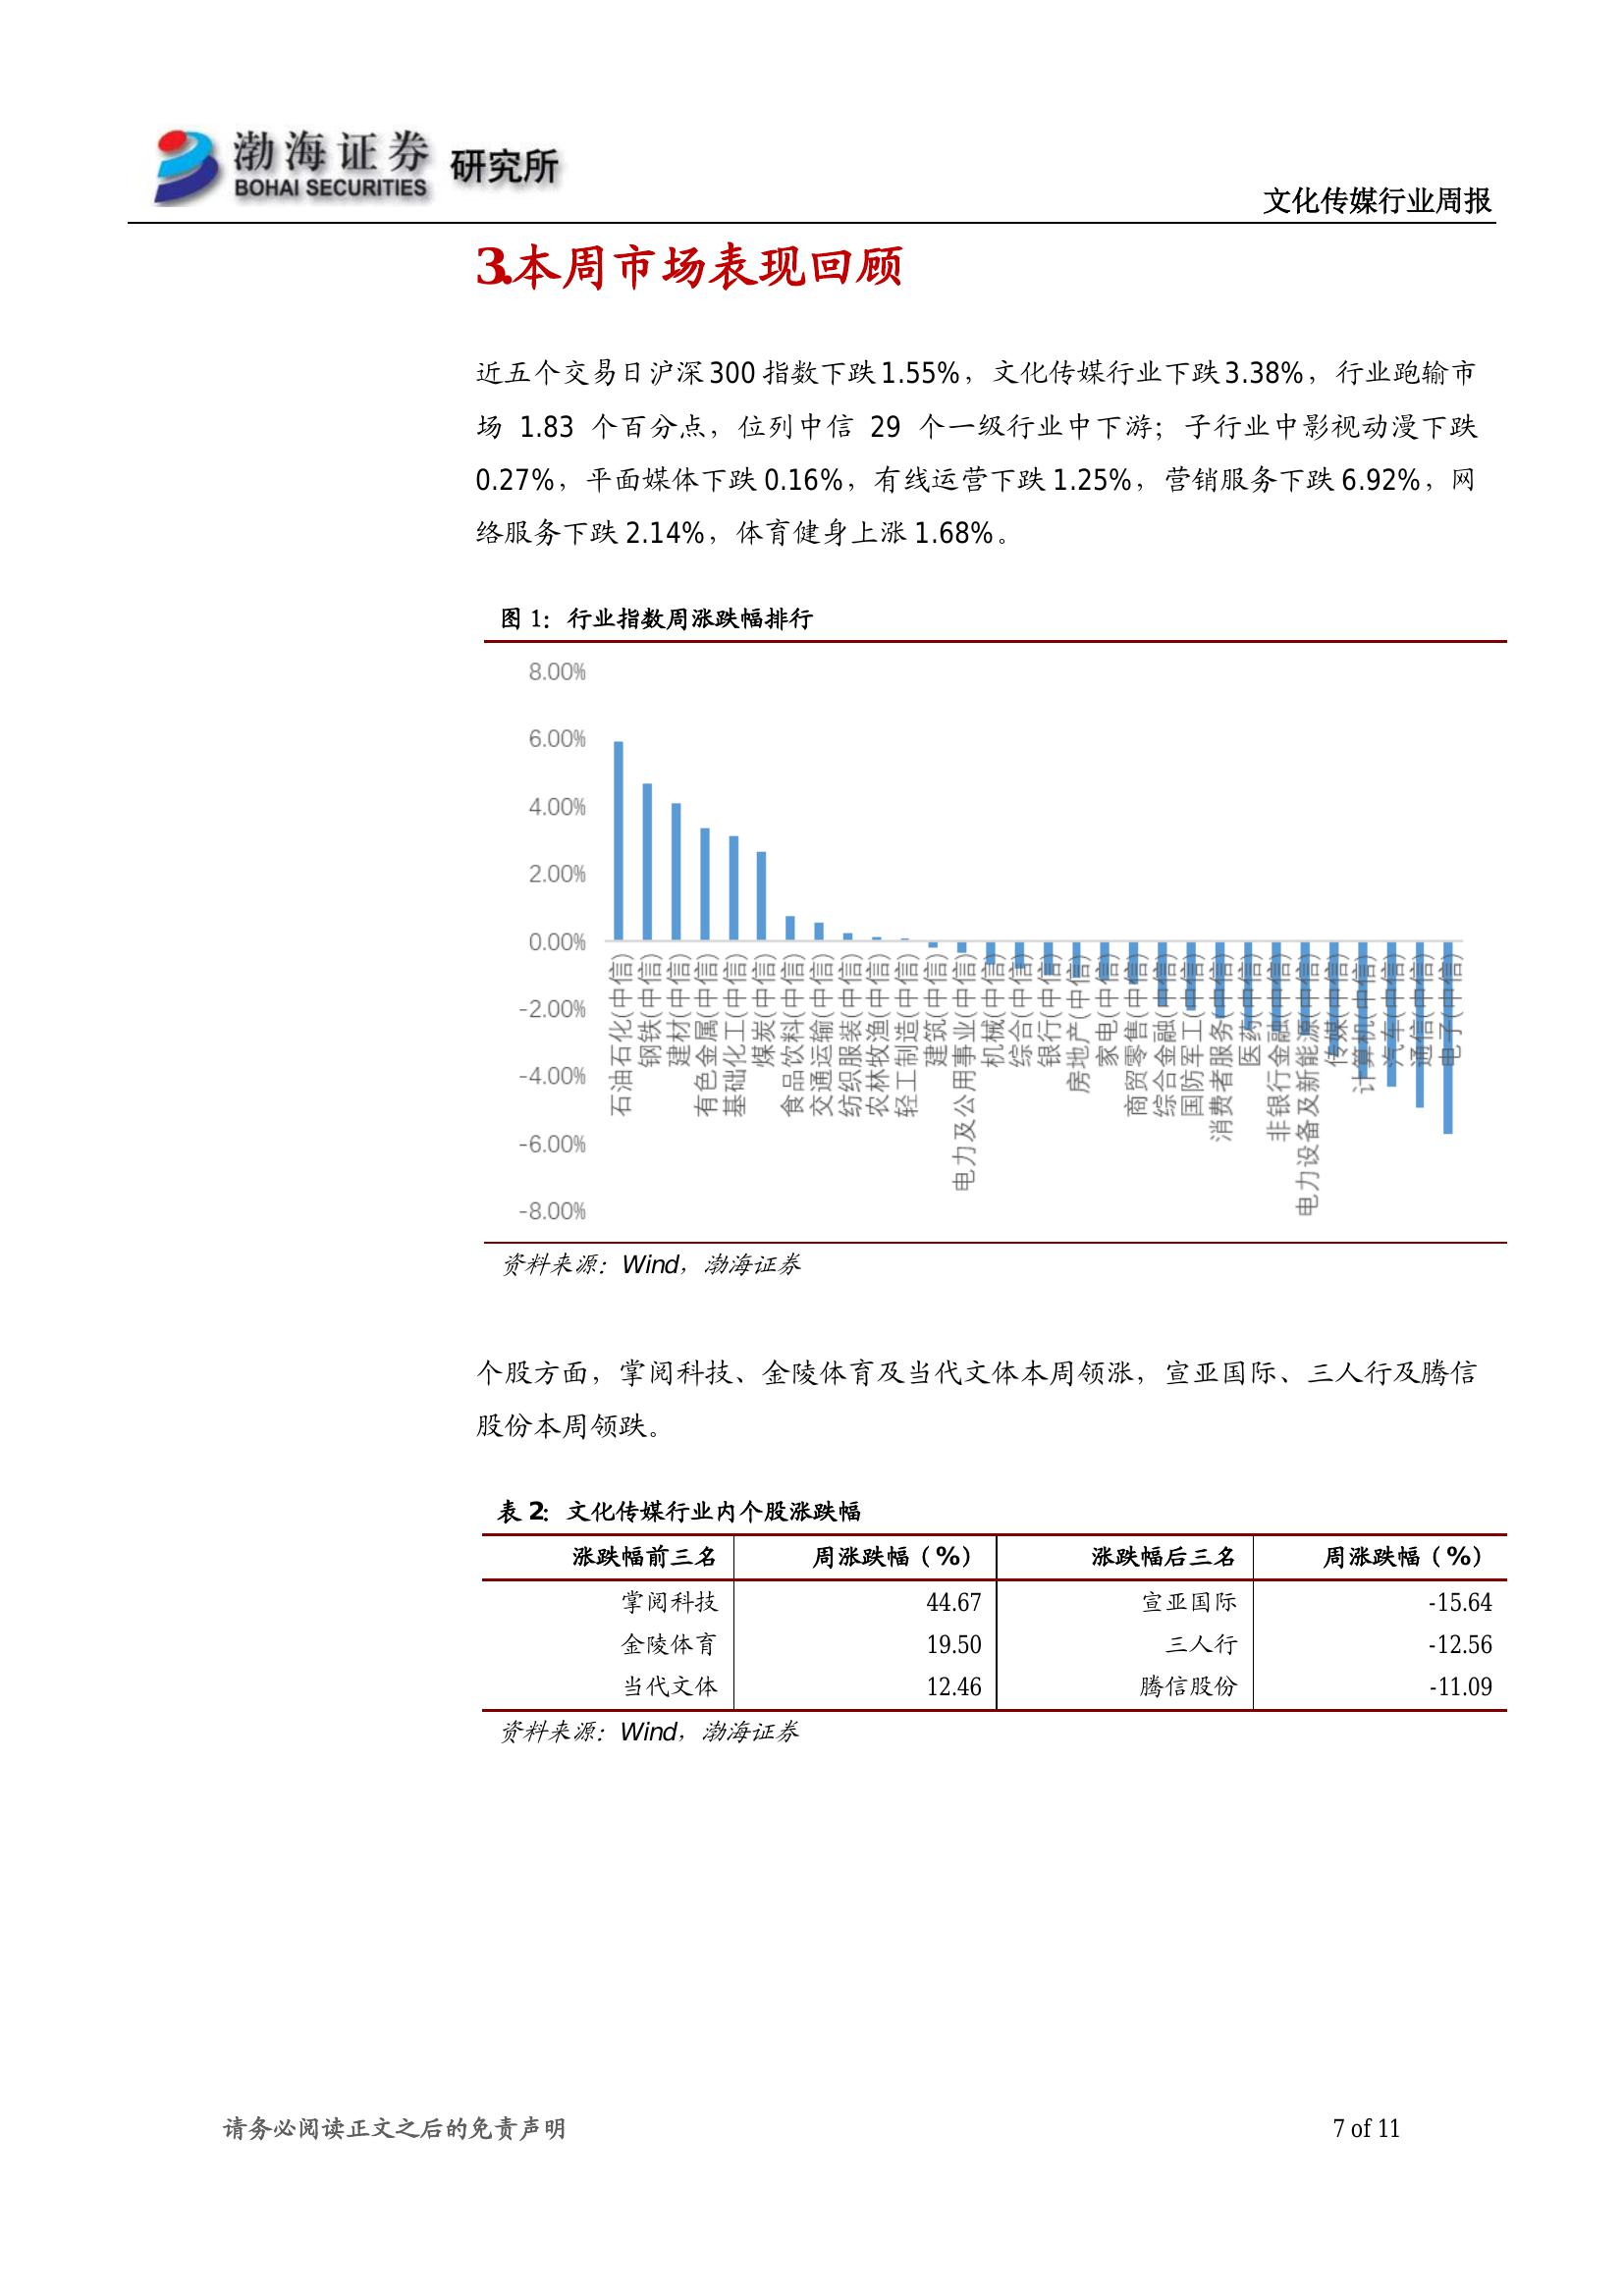 渤海证券 研究所
BOHAI SECURITIES
文化传媒行业周报
3.本周市场表现回顾
近五个交易日沪深 300 指数下跌 1.55%，文化传媒行业下跌 3.38%，行业跑输市
场 1.83 个百分点，位列中信 29 个一级行业中下游；子行业中影视动漫下跌
0.27%，平面媒体下跌 0.16%，有线运营下跌 1.25%，营销服务下跌 6.92%，网
络服务下跌 2.14%，体育健身上涨 1.68%。
图 1：行业指数周涨跌幅排行
8.00%
6.00%
4.00%
2.00%
0.00%
-2.00%
-4.00%
-6.00%
-8.00%
石油石化(中信)
钢铁(中信)
建材(中信)
有色金属(中信)
基础化工(中信)
煤炭(中信)
食品饮料(中信)
交通运输(中信)
纺织服装(中信)
农林牧渔(中信)
轻工制造(中信)
建筑(中信)
电力及公用事业(中信)
机械(中信)
综合(中信)
银行(中信)
房地产(中信)
家电(中信)
商贸零售(中信)
综合金融(中信)
国防军工(中信)
消费者服务(中信)
医药(中信)
非银行金融(中信)
电力设备及新能源(中信)
传媒(中信)
计算机(中信)
汽车(中信)
通信(中信)
电子(中信)
资料来源：Wind，渤海证券
个股方面，掌阅科技、金陵体育及当代文体本周领涨，宣亚国际、三人行及腾信
股份本周领跌。
表 2：文化传媒行业内个股涨跌幅
涨跌幅前三名 周涨跌幅（%） 涨跌幅后三名 周涨跌幅（%）
掌阅科技 44.67 宣亚国际 -15.64
金陵体育 19.50 三人行 -12.56
当代文体 12.46 腾信股份 -11.09
资料来源：Wind，渤海证券
请务必阅读正文之后的免责声明 7 of 11